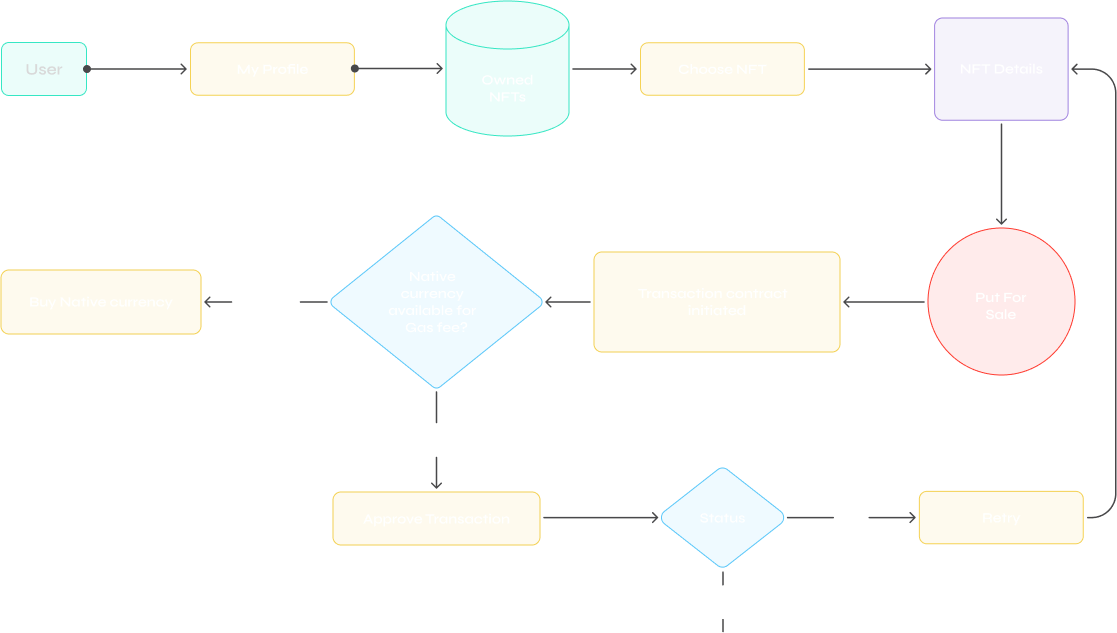 User
My Profile
Owned
NFTs
Choose NFT
NFT Details
Buy Native currency
Native
currency
available for
Gas fee?
Transaction contract
initiated
Put For
Sale
Approve Transaction
Status
Retry